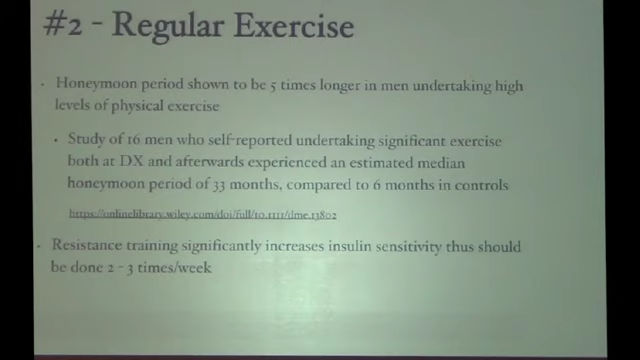 #2 - Regular Exercise
• Honeymoon period shown to be 5 times longer in men undertaking high
levels of physical exercise
• Study of 16 men who self-reported undertaking significant exercise
both at DX and afterwards experienced an estimated median
honeymoon period of 33 months, compared to 6 months in controls
https://onlinelibrary.wiley.com/doi/full/10.1111/dme.13802
• Resistance training significantly increases insulin sensitivity thus should
be done 2 - 3 times/week